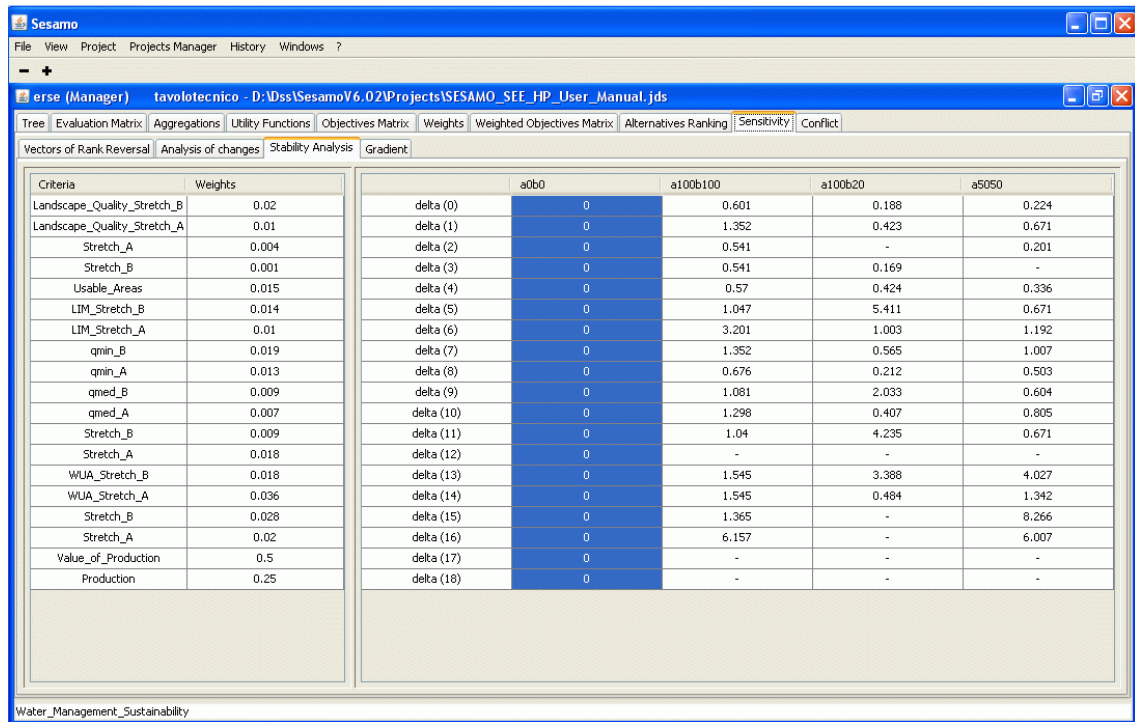 Sesamo
File View Project Projects Manager History Windows ?
- +
erse (Manager) tavolotecnico - D:\Dss\SesamoV6.02\Projects\SESAMO_SEE_HP_User_Manual.jds
Tree Evaluation Matrix Aggregations Utility Functions Objectives Matrix Weights Weighted Objectives Matrix Alternatives Ranking Sensitivity Conflict
Vectors of Rank Reversal Analysis of changes Stability Analysis Gradient
Criteria Weights a0b0 a100b100 a100b20 a5050
Landscape_Quality_Stretch_B 0.02 delta (0) 0 0.601 0.188 0.224
Landscape_Quality_Stretch_A 0.01 delta (1) 0 1.352 0.423 0.671
Stretch_A 0.004 delta (2) 0 0.541 - 0.201
Stretch_B 0.001 delta (3) 0 0.541 0.169 -
Usable_Areas 0.015 delta (4) 0 0.57 0.424 0.336
LIM_Stretch_B 0.014 delta (5) 0 1.047 5.411 0.671
LIM_Stretch_A 0.01 delta (6) 0 3.201 1.003 1.192
qmin_B 0.019 delta (7) 0 1.352 0.565 1.007
qmin_A 0.013 delta (8) 0 0.676 0.212 0.503
qmed_B 0.009 delta (9) 0 1.081 2.033 0.604
qmed_A 0.007 delta (10) 0 1.298 0.407 0.805
Stretch_B 0.009 delta (11) 0 1.04 4.235 0.671
Stretch_A 0.018 delta (12) 0 - - -
WUA_Stretch_B 0.018 delta (13) 0 1.545 3.388 4.027
WUA_Stretch_A 0.036 delta (14) 0 1.545 0.484 1.342
Stretch_B 0.028 delta (15) 0 1.365 - 8.266
Stretch_A 0.02 delta (16) 0 6.157 - 6.007
Value_of_Production 0.5 delta (17) 0 - - -
Production 0.25 delta (18) 0 - - -
Water_Management_Sustainability